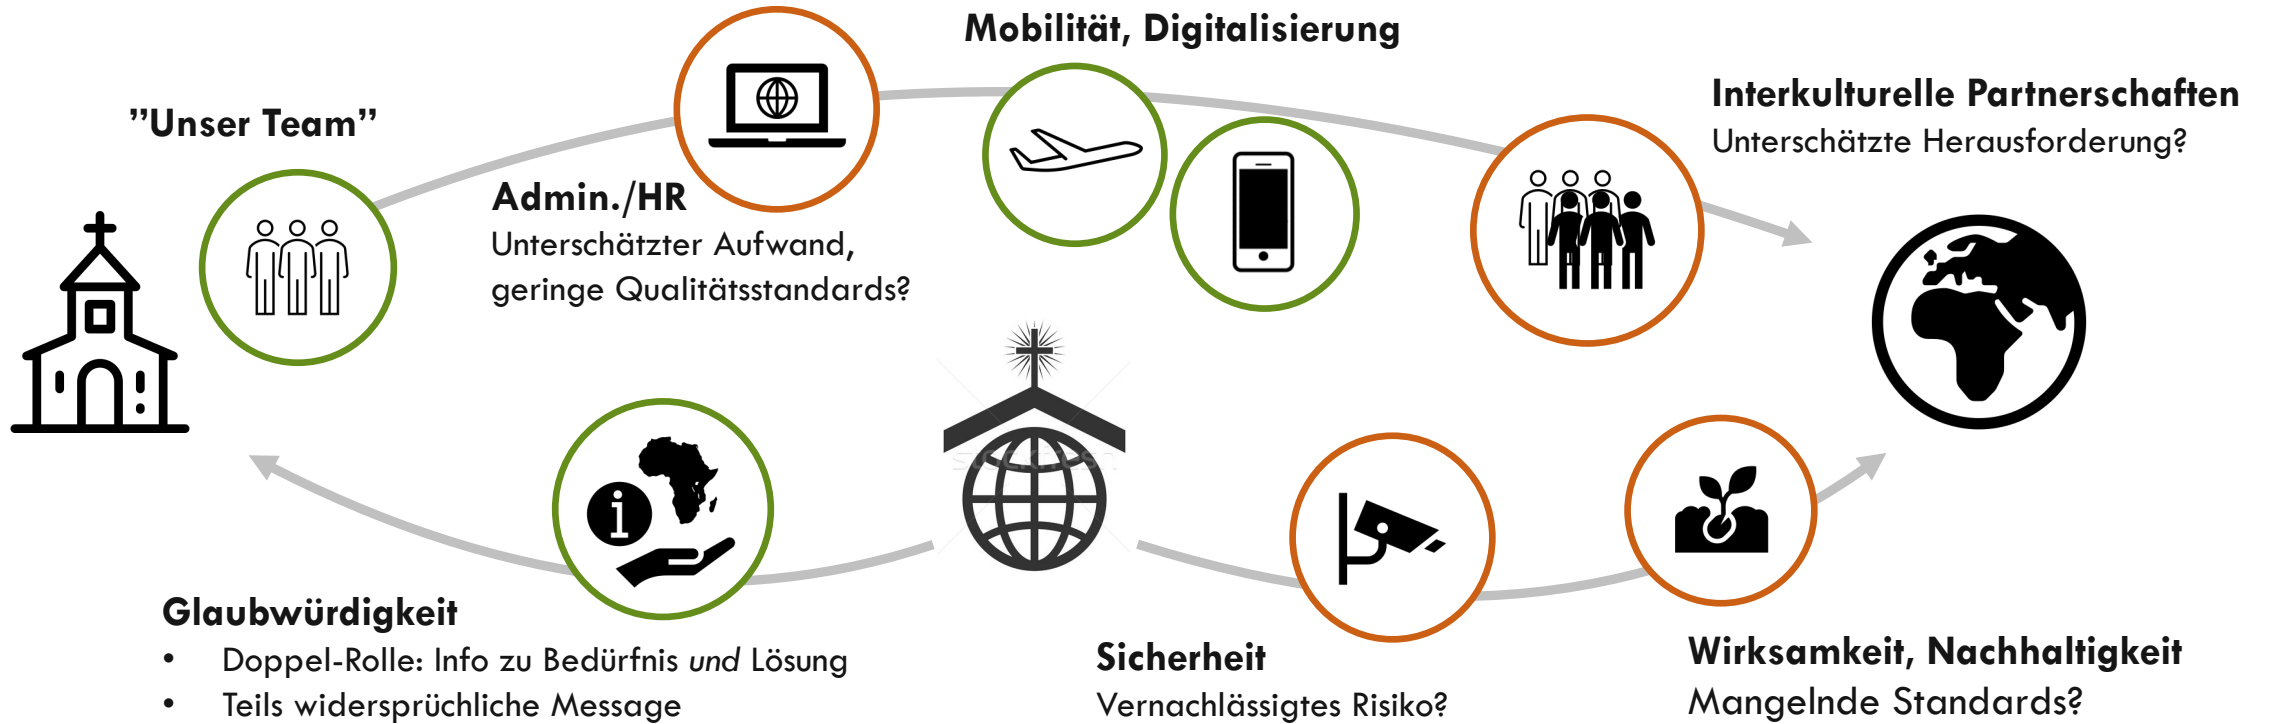 Mobilität, Digitalisierung
Interkulturelle Partnerschaften
Unterschätzte Herausforderung?
”Unser Team”
Admin./HR
Unterschätzter Aufwand,
geringe Qualitätsstandards?
Glaubwürdigkeit
• Doppel-Rolle: Info zu Bedürfnis und Lösung
• Teils widersprüchliche Message
Sicherheit
Vernachlässigtes Risiko?
Wirksamkeit, Nachhaltigkeit
Mangelnde Standards?